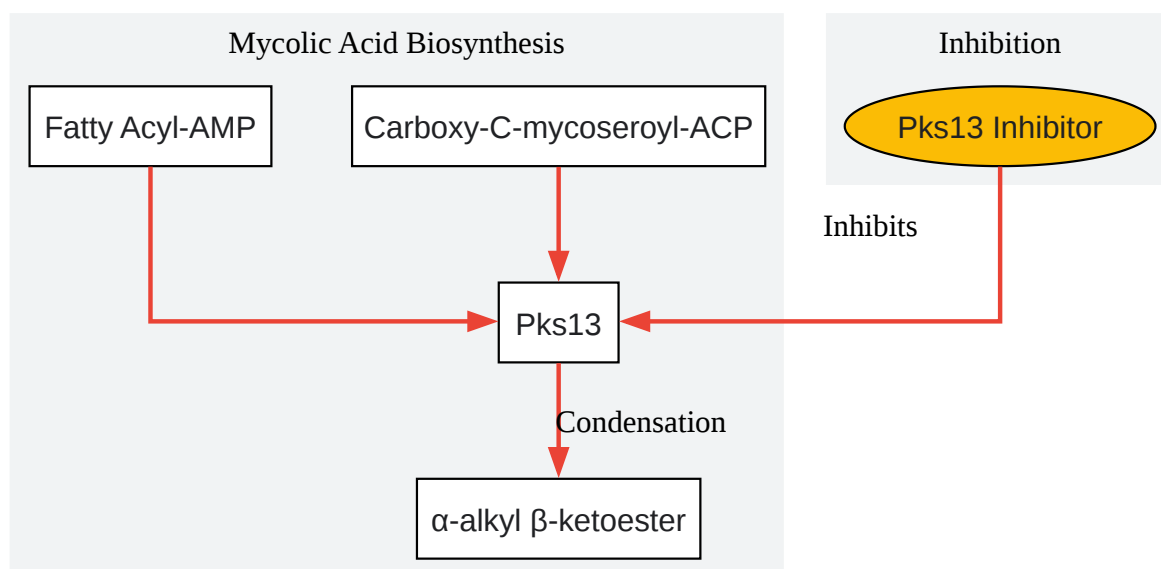 Mycolic Acid Biosynthesis
Inhibition
Fatty Acyl-AMP
Carboxy-C-mycoseroyl-ACP
Pks13 Inhibitor
Inhibits
Pks13
Condensation
α-alkyl β-ketoester